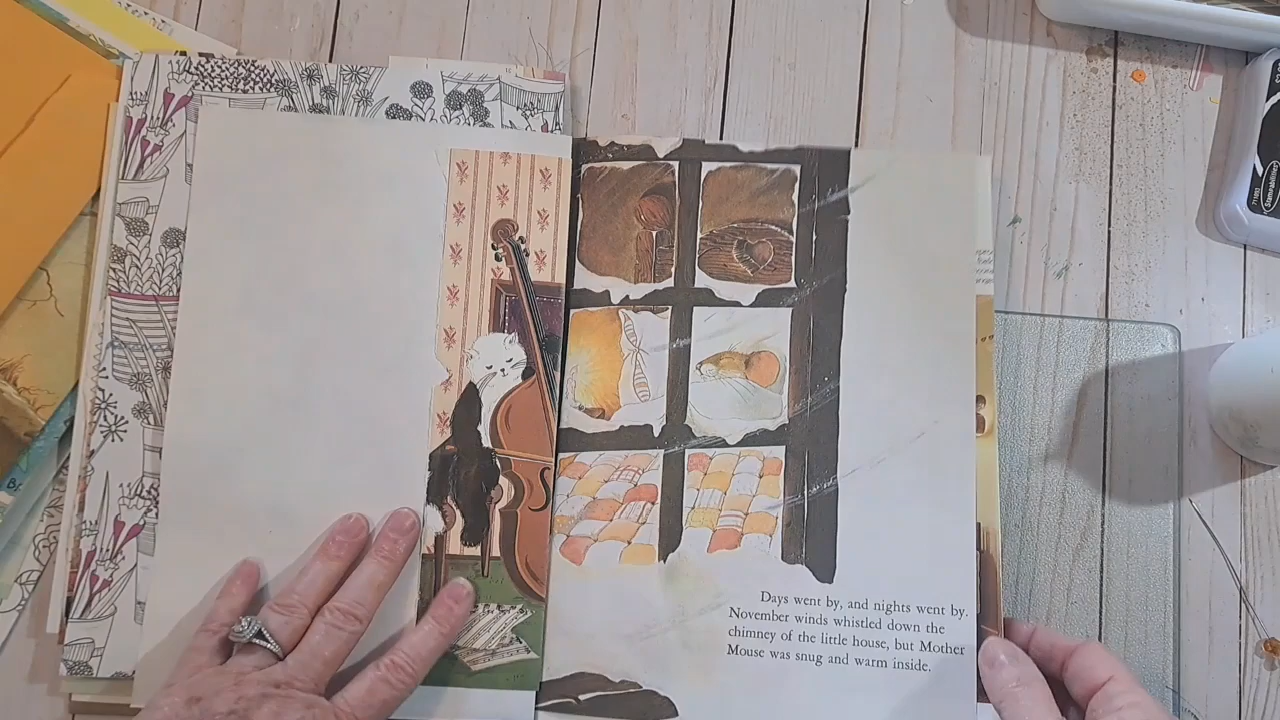 Days went by, and nights went by.
November winds whistled down the
chimney of the little house, but Mother
Mouse was snug and warm inside.
Stampabilities